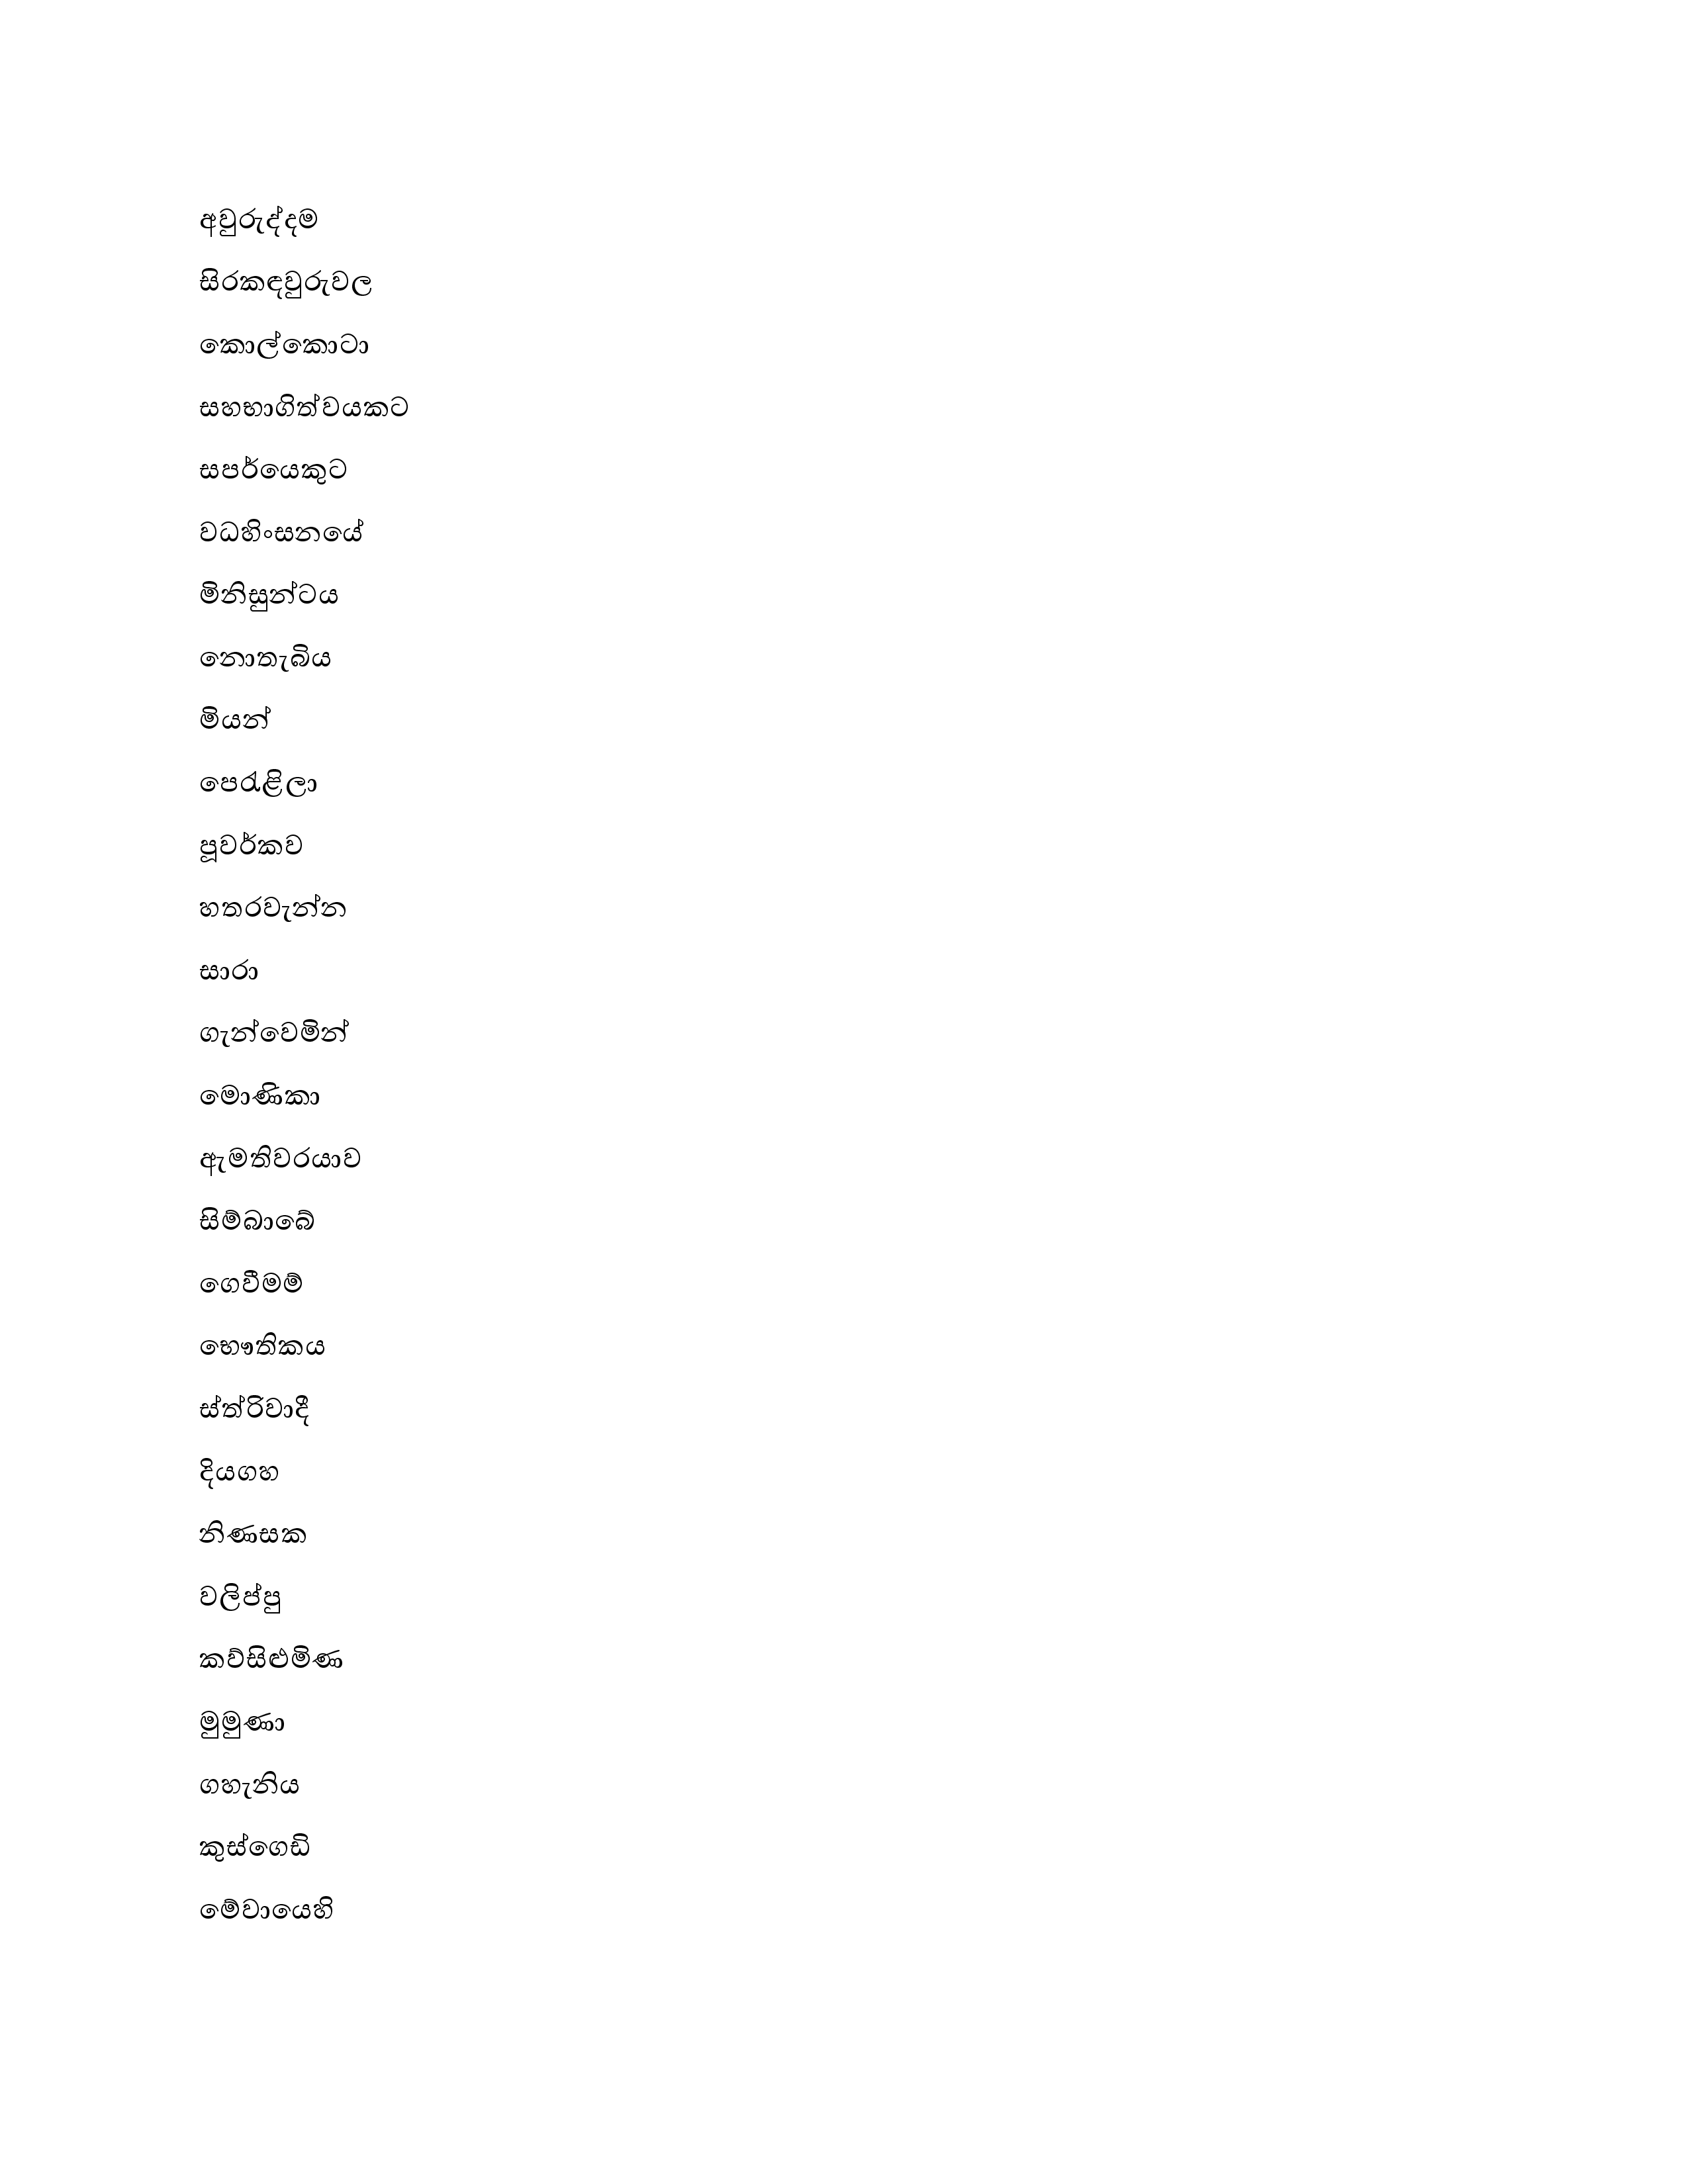 අවුරුද්දම
සිරකඳවුරුවල
කොල්කොටා
සහභාගිත්වයකට
සපර්යෙකුට
වධහිංසනයේ
මිනිසුන්ටය
නොතැබිය
මියන්
පෙරැළිලා
පූවර්කව
හතරවැන්න
සාරා
ගැන්වෙමින්
මොණිකා
ඇමතිවරයාව
සිම්බාබේ
ගෙවීමම්
භෞතිකය
ස්ත්රිවාදී
දියගහ
නිණසක
වලිප්පු
කව්සිළුමිණ
මුමුණා
ගහැනිය
කුස්ගෙඩි
මේවායෙහි